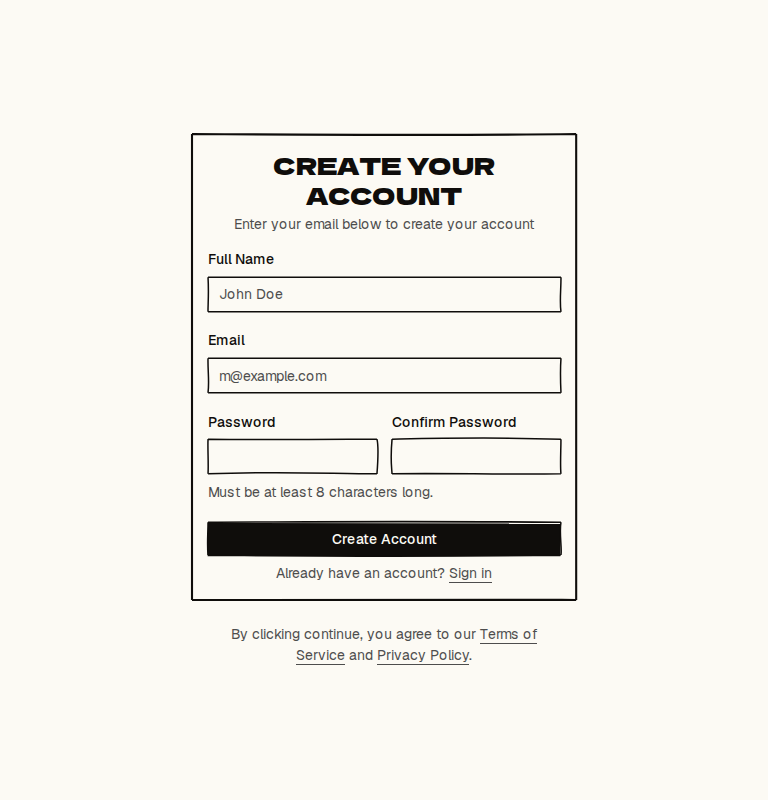 CREATE YOUR
ACCOUNT
Enter your email below to create your account
Full Name
John Doe
Email
m@example.com
Password
Confirm Password
Must be at least 8 characters long.
Create Account
Already have an account? Sign in
By clicking continue, you agree to our Terms of
Service and Privacy Policy.